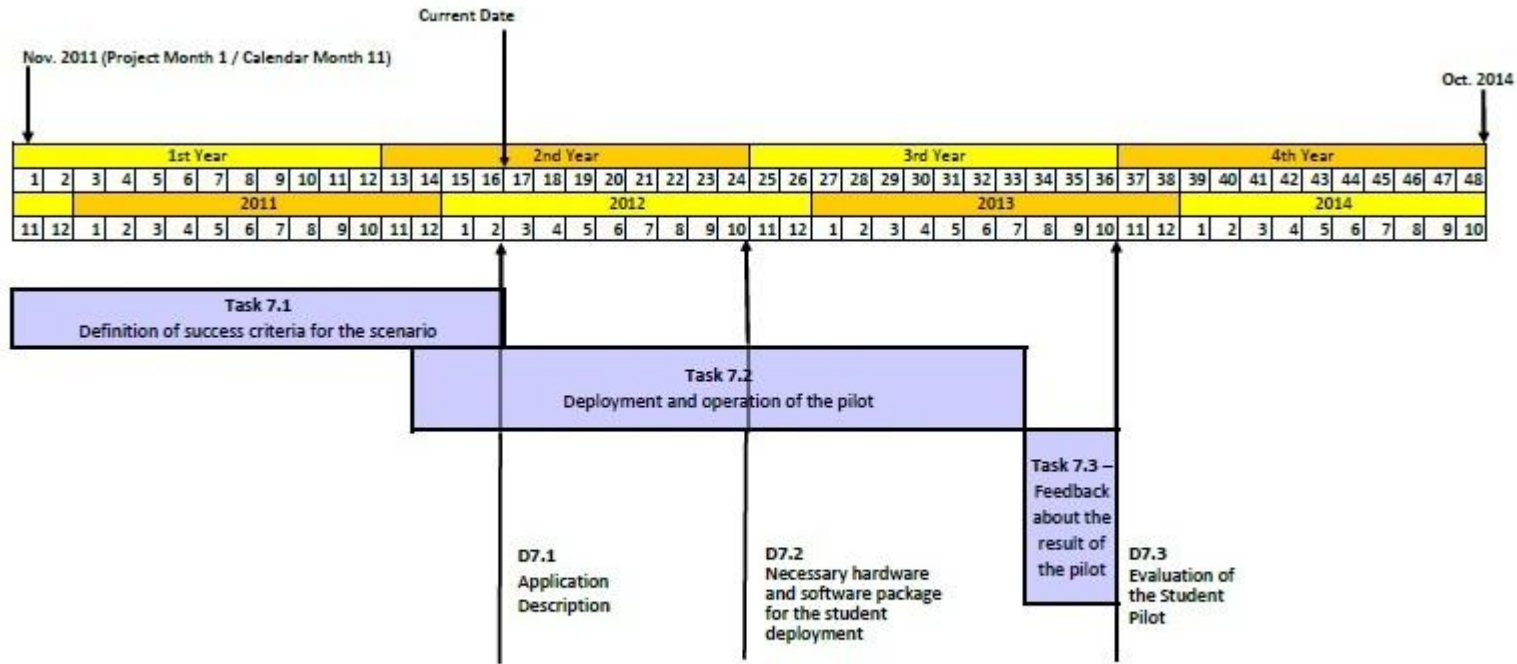 Current Date
Nov. 2011 (Project Month 1 / Calendar Month 11)
Oct. 2014
1st Year 2nd Year 3rd Year 4th Year
1 2 3 4 5 6 7 8 9 10 11 12 13 14 15 16 17 18 19 20 21 22 23 24 25 26 27 28 29 30 31 32 33 34 35 36 37 38 39 40 41 42 43 44 45 46 47 48
2011 2012 2013 2014
11 12 1 2 3 4 5 6 7 8 9 10 11 12 1 2 3 4 5 6 7 8 9 10 11 12 1 2 3 4 5 6 7 8 9 10 11 12 1 2 3 4 5 6 7 8 9 10
Task 7.1
Definition of success criteria for the scenario
Task 7.2
Deployment and operation of the pilot
Task 7.3 –
Feedback
about the
result of
the pilot
D7.1
Application
Description
D7.2
Necessary hardware
and software package
for the student
deployment
D7.3
Evaluation of
the Student
Pilot